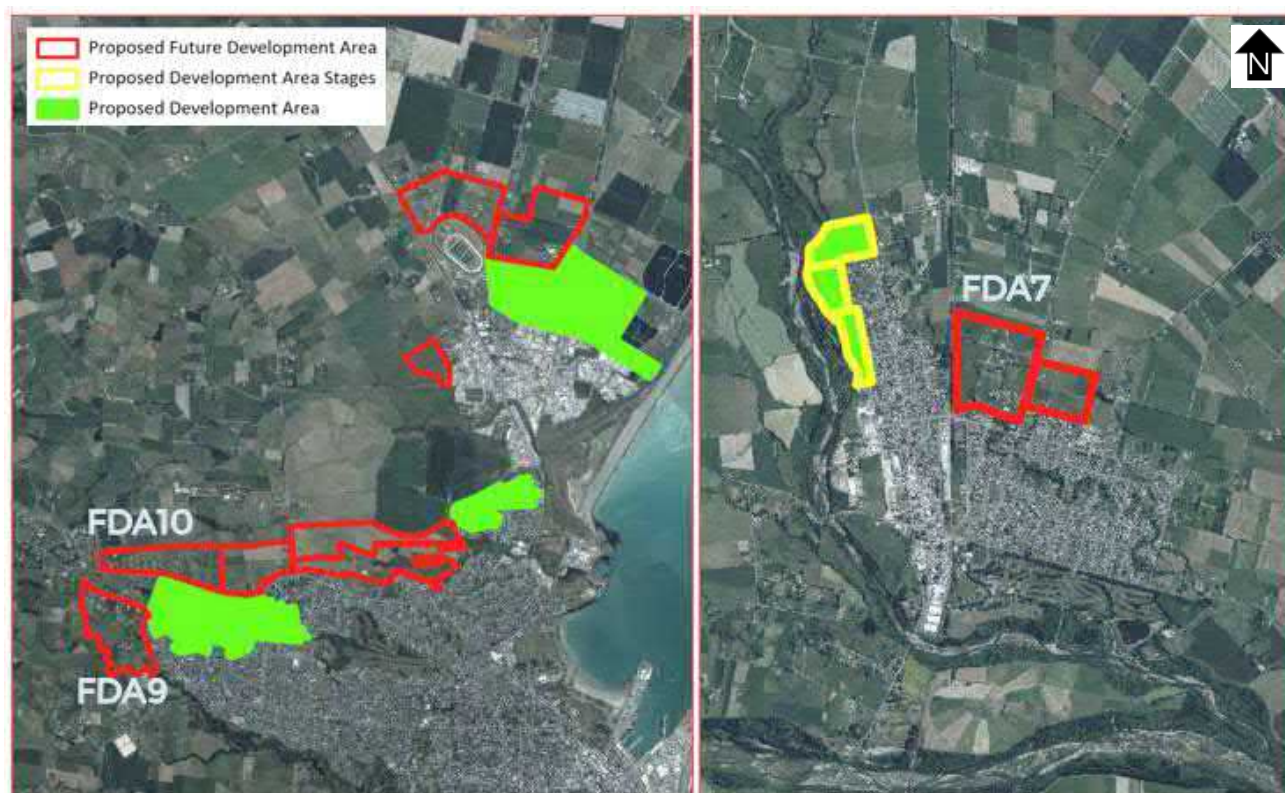 Proposed Future Development Area
Proposed Development Area Stages
Proposed Development Area
N
FDA7
FDA10
FDA9